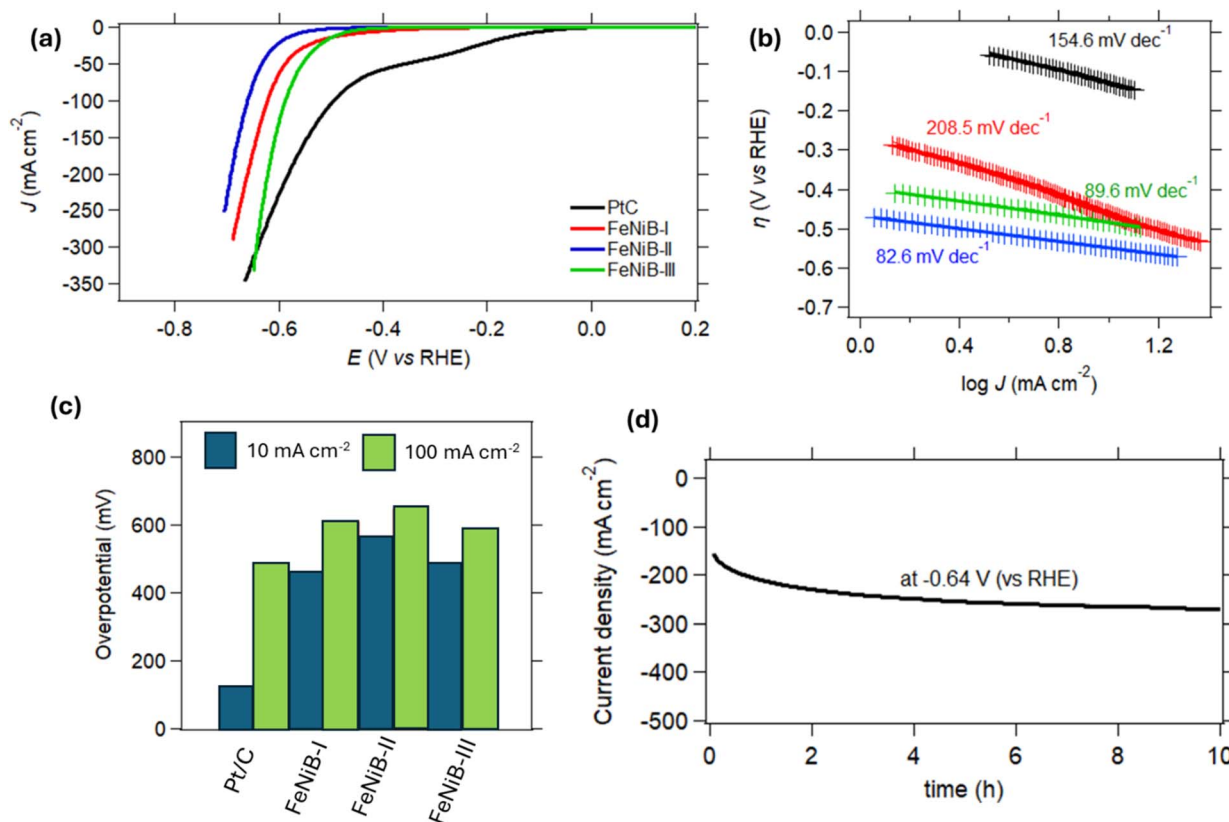 (a)
0
-50
-100
-150
-200
-250
-300
-350
J (mA cm⁻²)
PtC
FeNiB-I
FeNiB-II
FeNiB-III
-0.8
-0.6
-0.4
-0.2
0.0
0.2
E (V vs RHE)
(b)
0.0
-0.1
-0.3
-0.4
-0.5
-0.6
-0.7
η (V vs RHE)
154.6 mV dec⁻¹
208.5 mV dec⁻¹
89.6 mV dec⁻¹
82.6 mV dec⁻¹
0.0
0.4
0.8
1.2
log J (mA cm⁻²)
(c)
10 mA cm⁻²
100 mA cm⁻²
800
600
400
200
0
Overpotential (mV)
Pt/C
FeNiB-I
FeNiB-II
FeNiB-III
(d)
0
-100
-200
-300
-400
-500
Current density (mA cm⁻²)
at -0.64 V (vs RHE)
0
2
4
6
8
10
time (h)